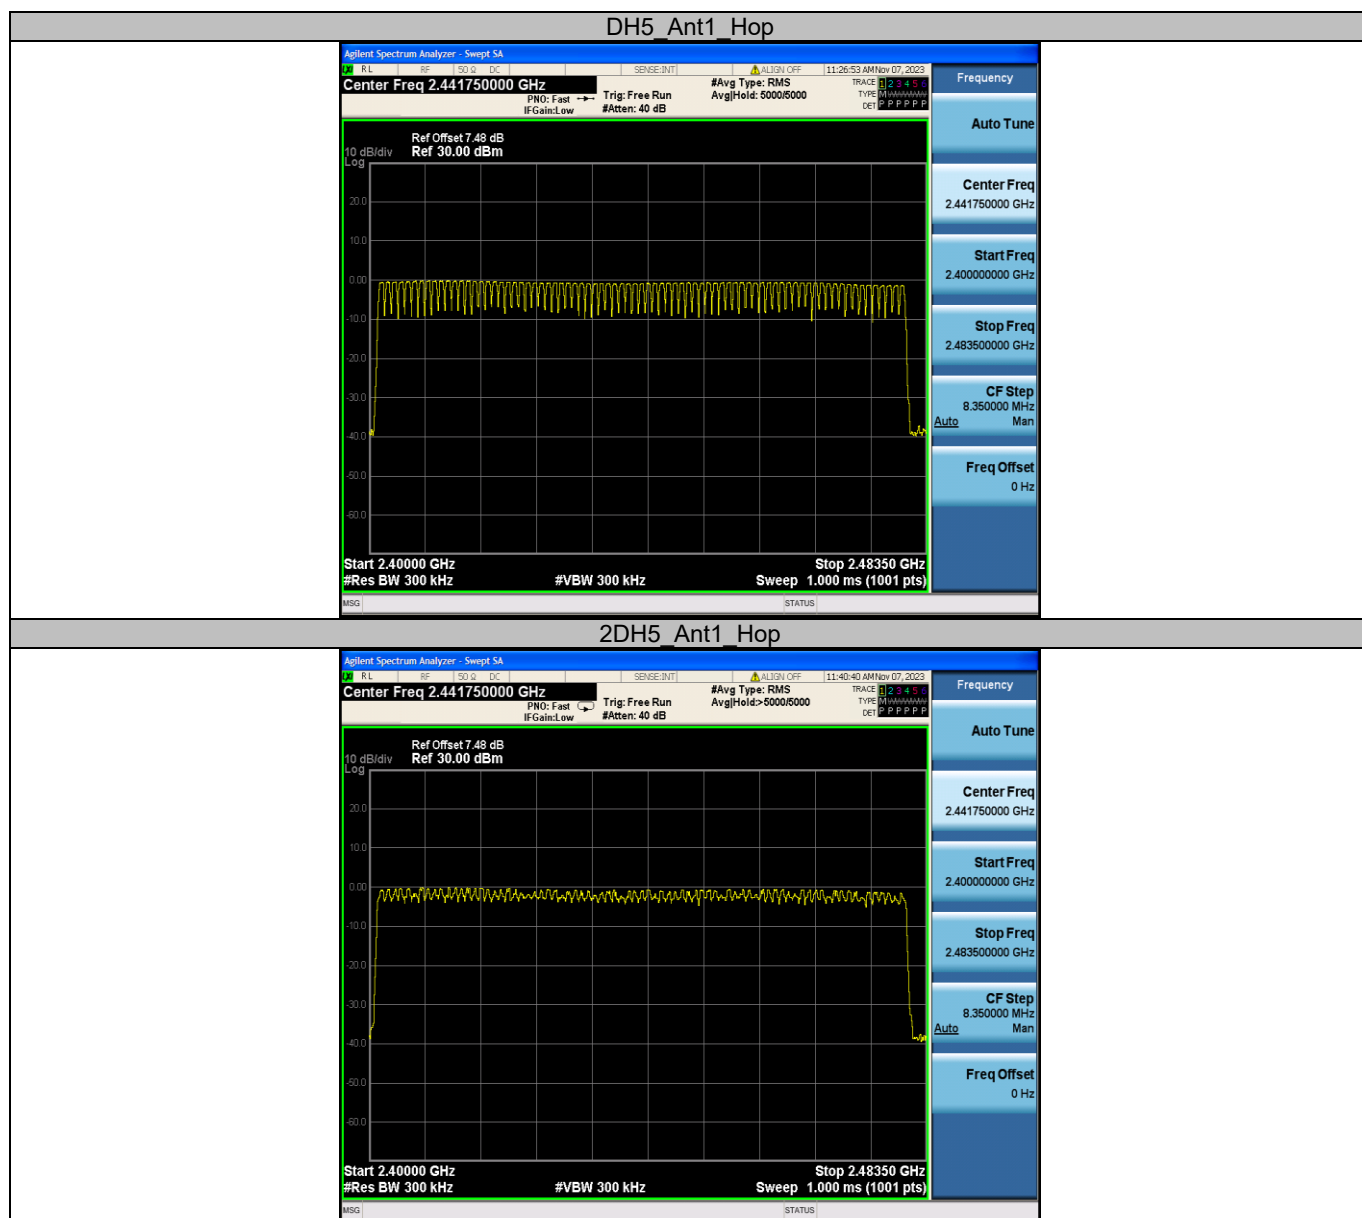 DH5_Ant1_Hop
Agilent Spectrum Analyzer - Swept SA
RL RF 50 Ω DC SENSE:INT ALIGN OFF 11:26:53 AM Nov 07, 2023
Center Freq 2.441750000 GHz
PNO: Fast
IFGain:Low
Trig: Free Run
#Atten: 40 dB
#Avg Type: RMS
Avg|Hold: 5000/5000
TRACE 1 2 3 4 5 6
TYPE M
DET P P P P P P
Frequency
Auto Tune
Center Freq
2.441750000 GHz
Start Freq
2.400000000 GHz
Stop Freq
2.483500000 GHz
CF Step
8.350000 MHz
Auto Man
Freq Offset
0 Hz
Ref Offset 7.48 dB
10 dB/div Ref 30.00 dBm
Log
20.0
10.0
0.00
-10.0
-20.0
-30.0
-40.0
-50.0
-60.0
Start 2.40000 GHz Stop 2.48350 GHz
#Res BW 300 kHz #VBW 300 kHz Sweep 1.000 ms (1001 pts)
MSG STATUS
2DH5_Ant1_Hop
Agilent Spectrum Analyzer - Swept SA
RL RF 50 Ω DC SENSE:INT ALIGN OFF 11:40:40 AM Nov 07, 2023
Center Freq 2.441750000 GHz
PNO: Fast
IFGain:Low
Trig: Free Run
#Atten: 40 dB
#Avg Type: RMS
Avg|Hold:>5000/5000
TRACE 1 2 3 4 5 6
TYPE M
DET P P P P P P
Frequency
Auto Tune
Center Freq
2.441750000 GHz
Start Freq
2.400000000 GHz
Stop Freq
2.483500000 GHz
CF Step
8.350000 MHz
Auto Man
Freq Offset
0 Hz
Ref Offset 7.48 dB
10 dB/div Ref 30.00 dBm
Log
20.0
10.0
0.00
-10.0
-20.0
-30.0
-40.0
-50.0
-60.0
Start 2.40000 GHz Stop 2.48350 GHz
#Res BW 300 kHz #VBW 300 kHz Sweep 1.000 ms (1001 pts)
MSG STATUS